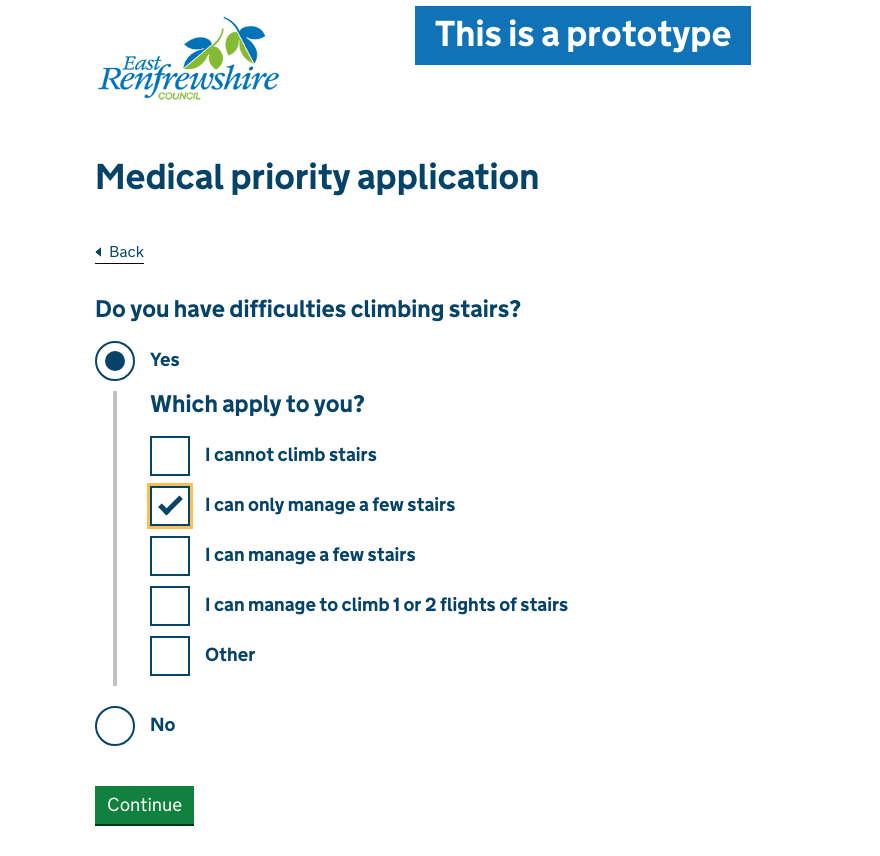 East
Renfrewshire
COUNCIL
This is a prototype
Medical priority application
Back
Do you have difficulties climbing stairs?
Yes
Which apply to you?
I cannot climb stairs
I can only manage a few stairs
I can manage a few stairs
I can manage to climb 1 or 2 flights of stairs
Other
No
Continue